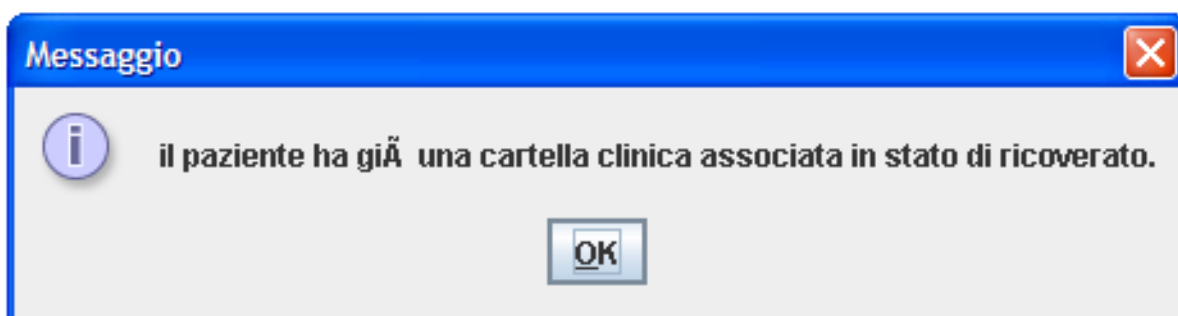 Messaggio
il paziente ha giÃ  una cartella clinica associata in stato di ricoverato.
OK